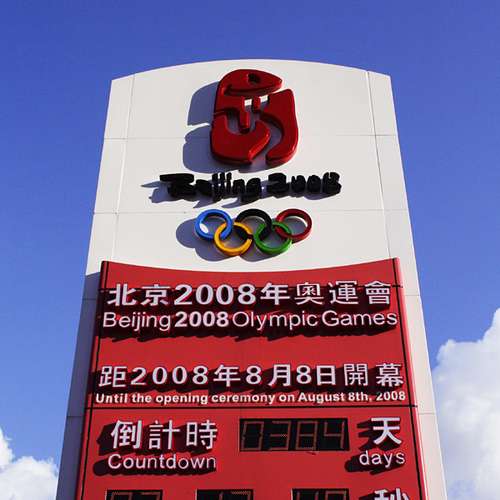 Beijing 2008
北京2008年奧運會
Beijing 2008 Olympic Games
距2008年8月8日開幕
Until the opening ceremony on August 8th, 2008
倒計時
天
Countdown
days